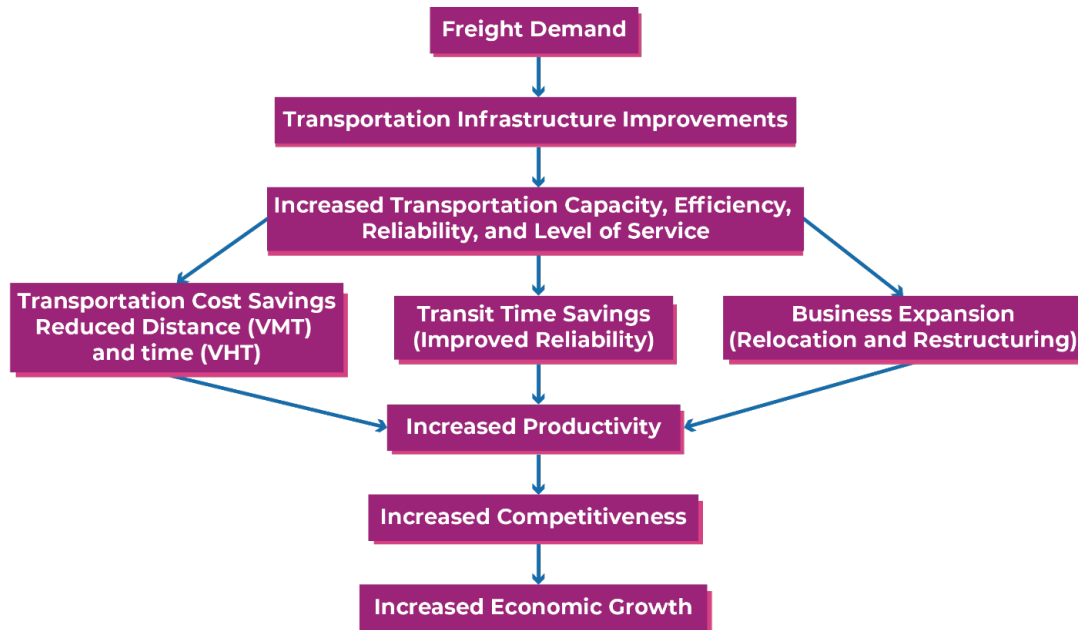 Freight Demand
Transportation Infrastructure Improvements
Increased Transportation Capacity, Efficiency,
Reliability, and Level of Service
Transportation Cost Savings
Reduced Distance (VMT)
and time (VHT)
Transit Time Savings
(Improved Reliability)
Business Expansion
(Relocation and Restructuring)
Increased Productivity
Increased Competitiveness
Increased Economic Growth